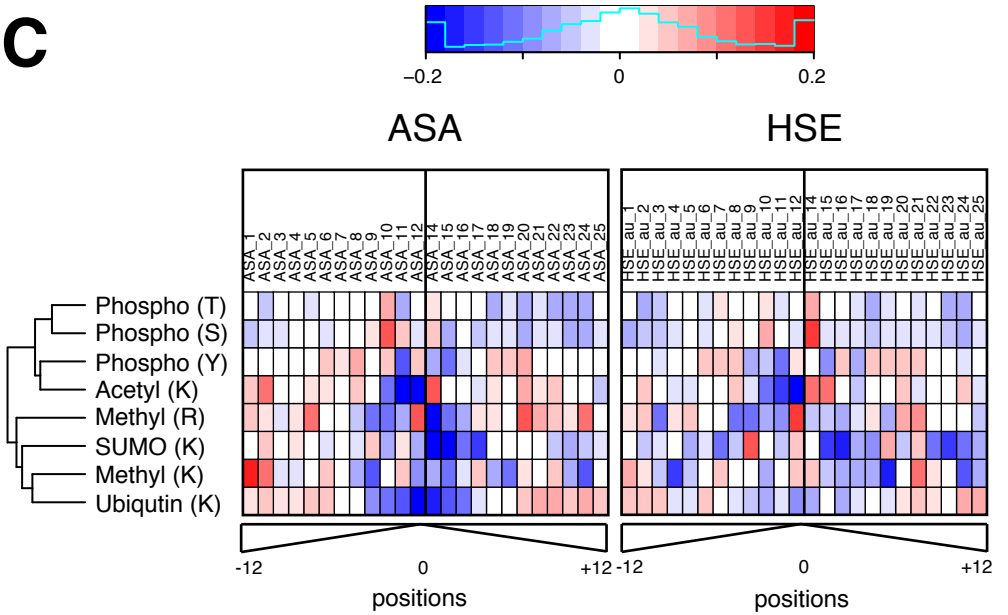 C
−0.2 0 0.2
ASA HSE
ASA_1
ASA_2
ASA_3
ASA_4
ASA_5
ASA_6
ASA_7
ASA_8
ASA_9
ASA_10
ASA_11
ASA_12
ASA_14
ASA_15
ASA_16
ASA_17
ASA_18
ASA_19
ASA_20
ASA_21
ASA_22
ASA_23
ASA_24
ASA_25
HSE_au_1
HSE_au_2
HSE_au_3
HSE_au_4
HSE_au_5
HSE_au_6
HSE_au_7
HSE_au_8
HSE_au_9
HSE_au_10
HSE_au_11
HSE_au_12
HSE_au_14
HSE_au_15
HSE_au_16
HSE_au_17
HSE_au_18
HSE_au_19
HSE_au_20
HSE_au_21
HSE_au_22
HSE_au_23
HSE_au_24
HSE_au_25
Phospho (T)
Phospho (S)
Phospho (Y)
Acetyl (K)
Methyl (R)
SUMO (K)
Methyl (K)
Ubiqutin (K)
-12 0 +12 -12 0 +12
positions positions